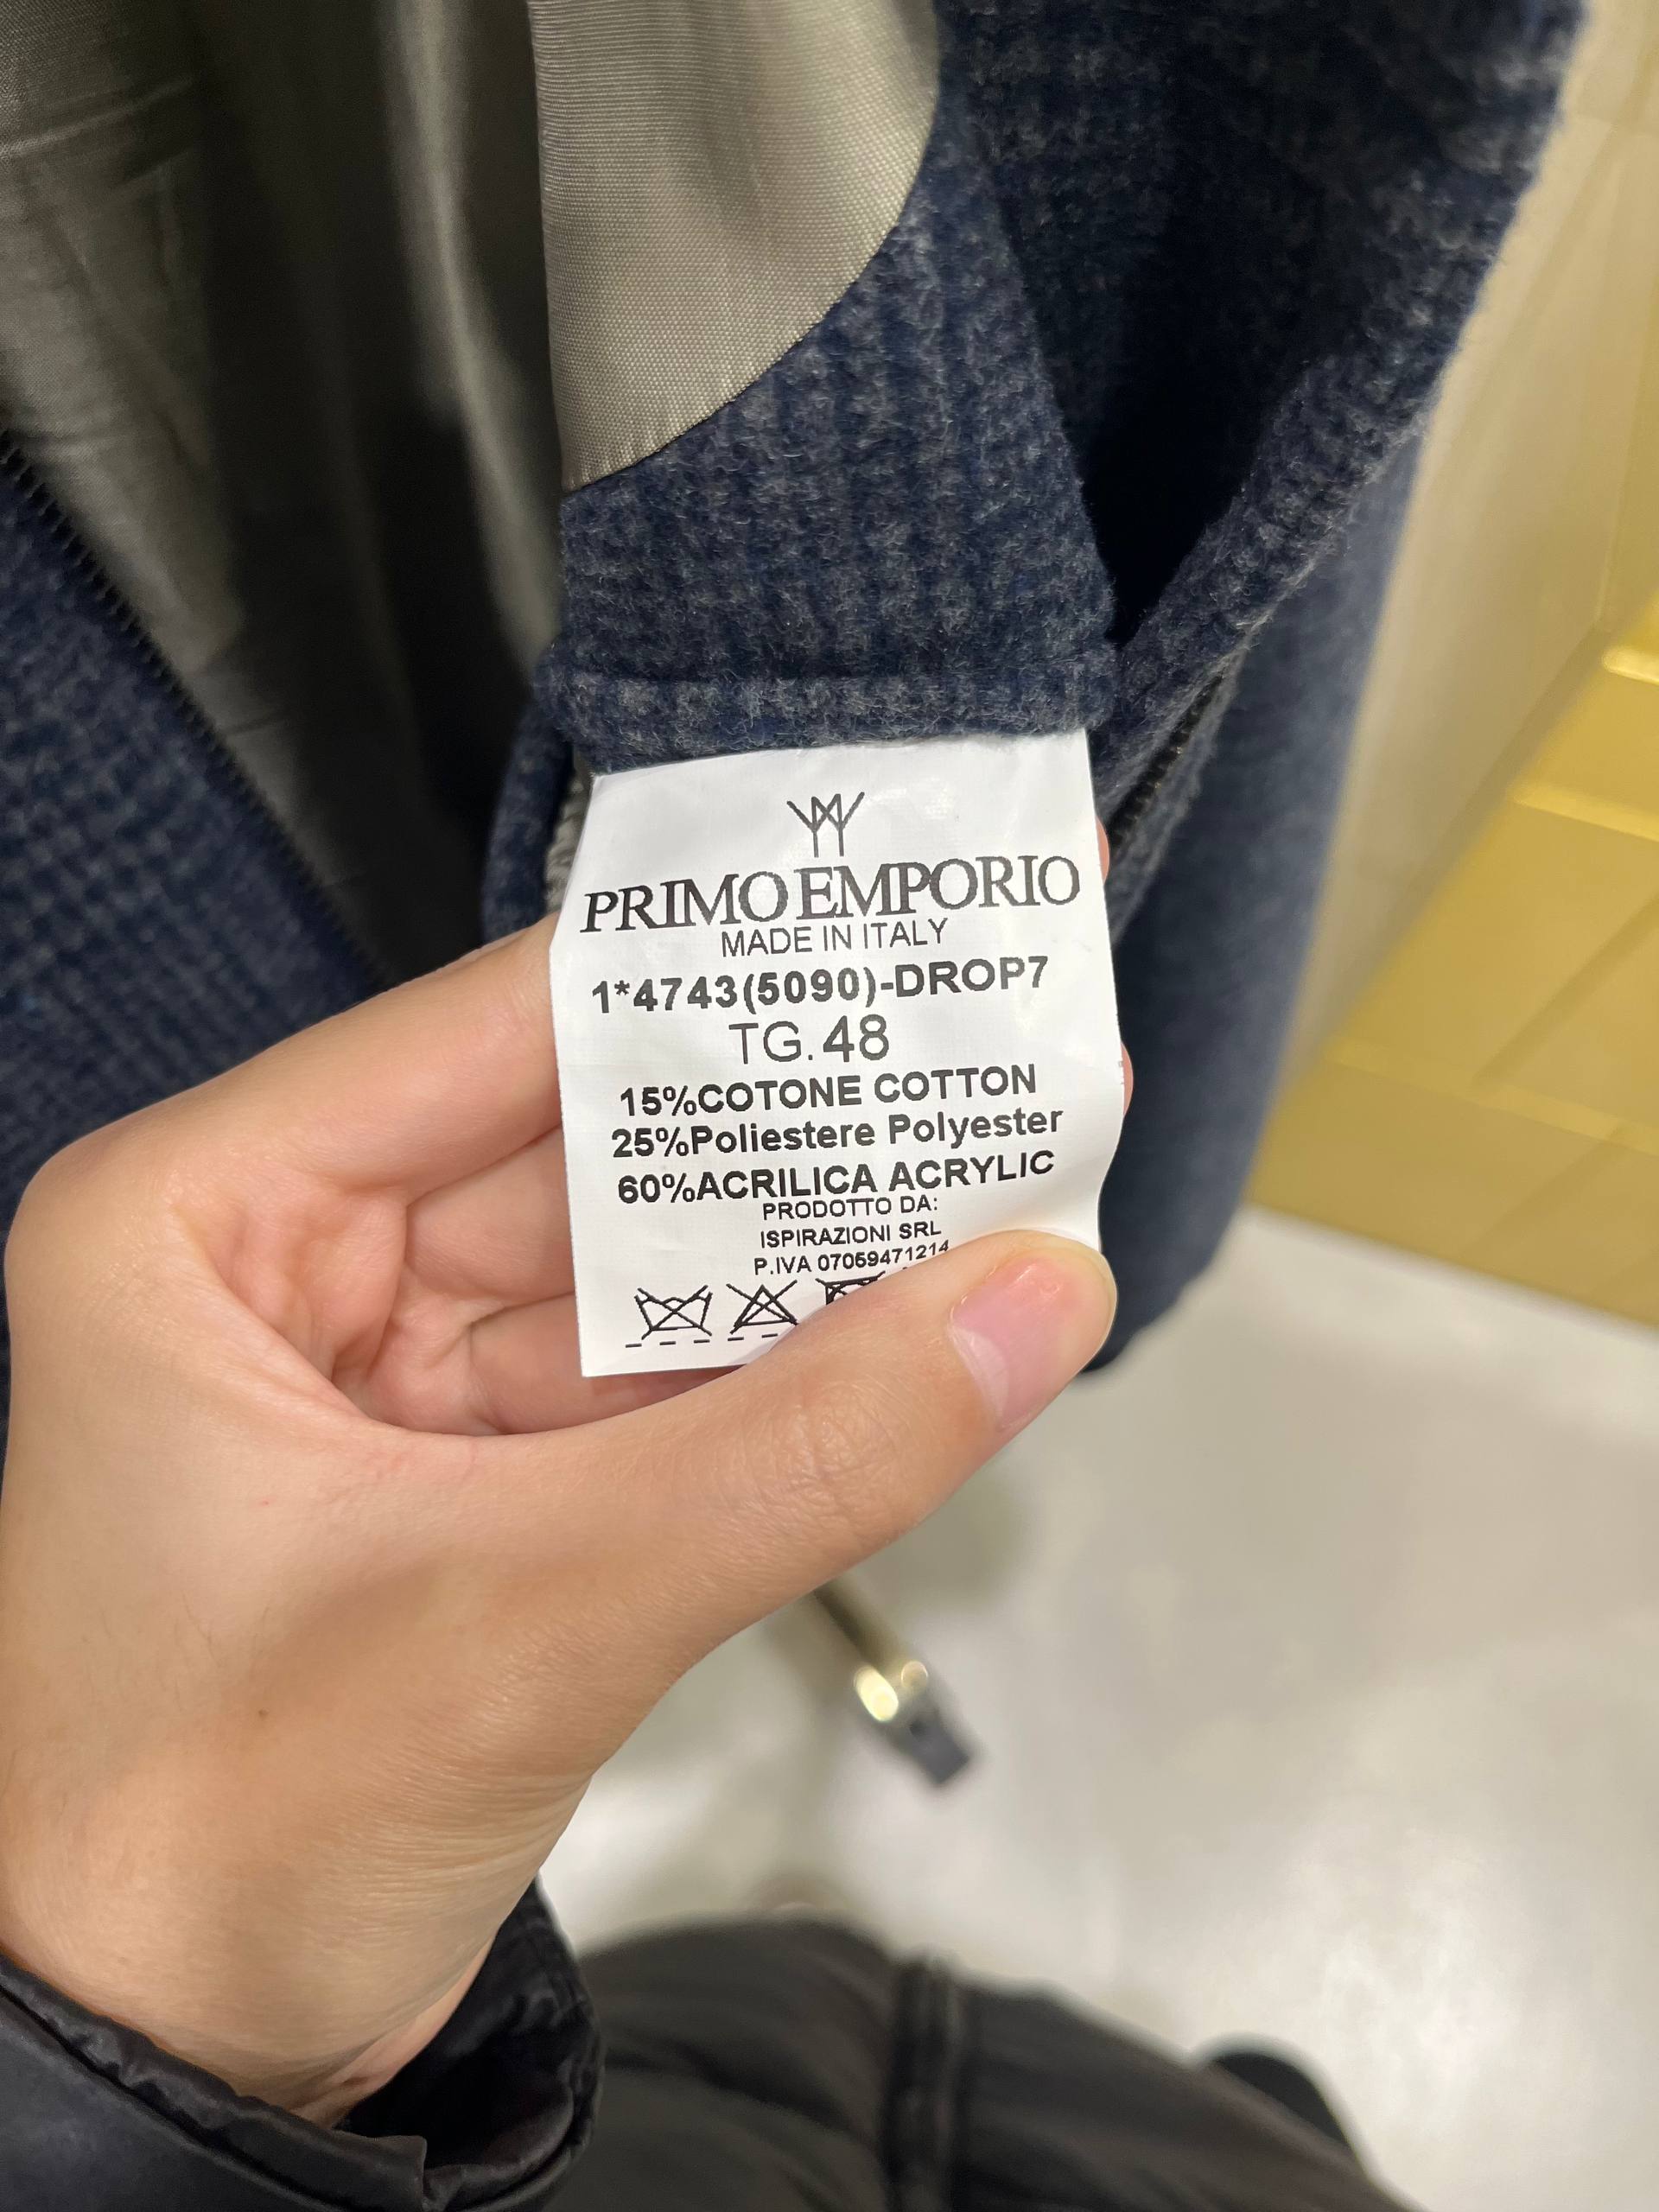 PRIMO EMPORIO
MADE IN ITALY
1*4743(5090)-DROP7
TG.48
15%COTONE COTTON
25%Poliestere Polyester
60%ACRILICA ACRYLIC
PRODOTTO DA:
ISPIRAZIONI SRL
P.IVA 07059471214